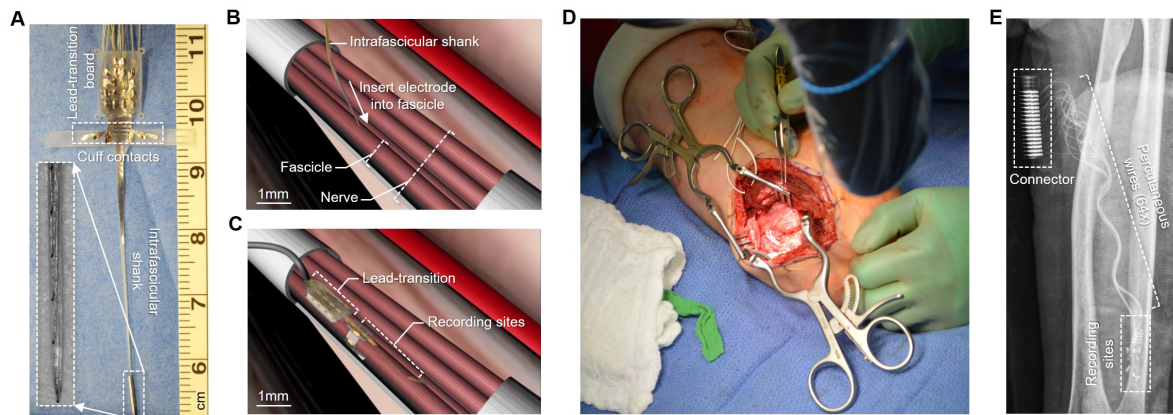 A
Lead-transition
board
Cuff contacts
Intrafascicular
shank
11
10
9
8
7
6
cm
B
Intrafascicular shank
Insert electrode
into fascicle
Fascicle
Nerve
1mm
C
Lead-transition
Recording sites
1mm
D
E
Connector
Percutaneous
wires (64x)
Recording
sites